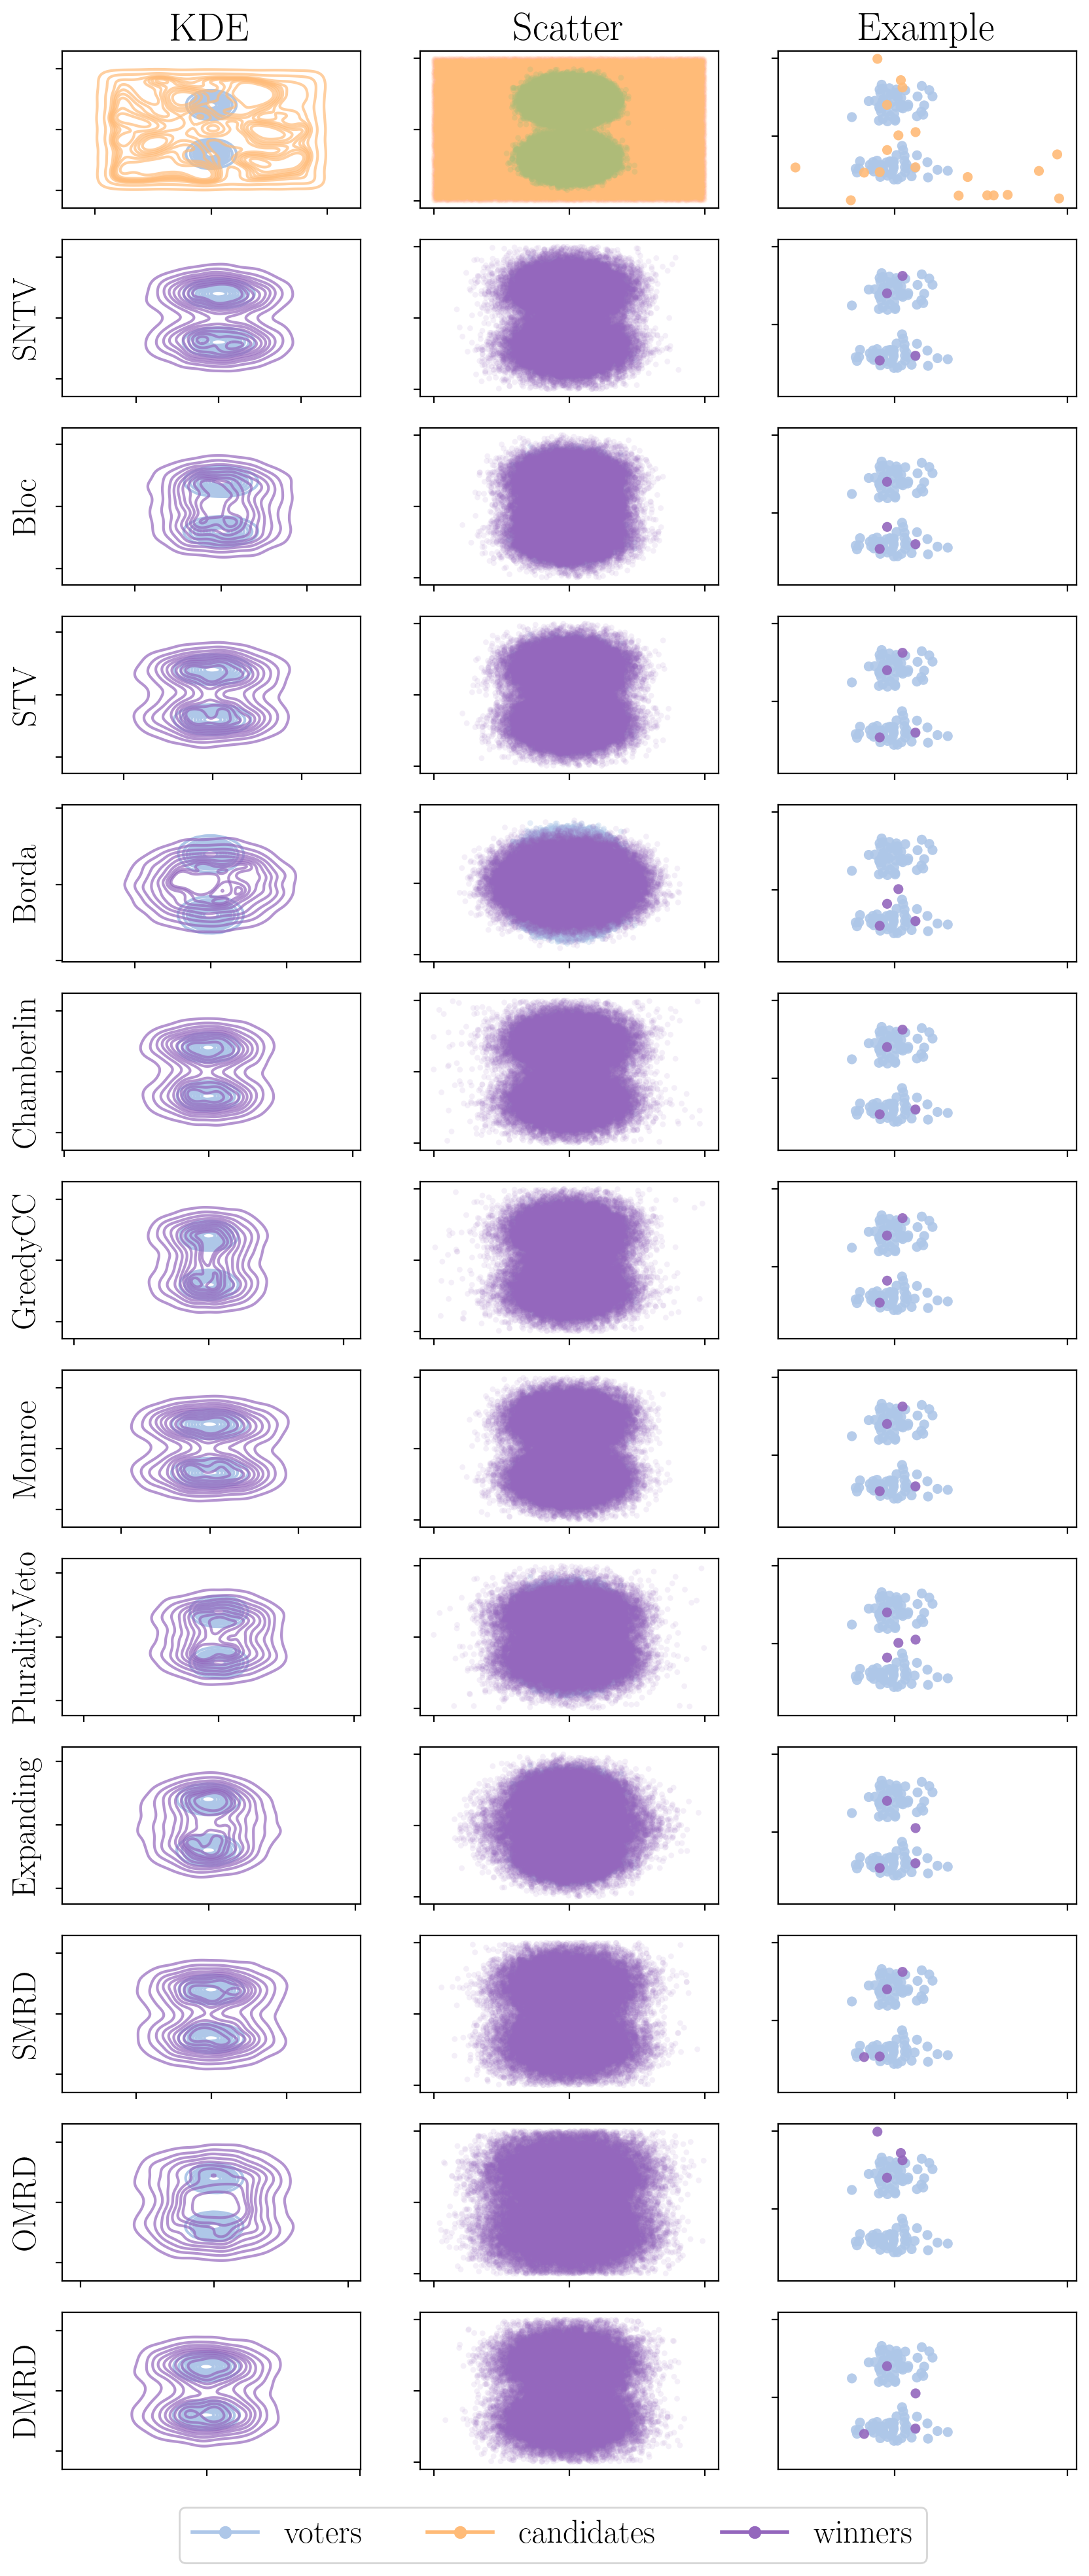 KDE Scatter Example
SNTV
Bloc
STV
Borda
Chamberlin
GreedyCC
Monroe
PluralityVeto
Expanding
SMRD
OMRD
DMRD
voters candidates winners